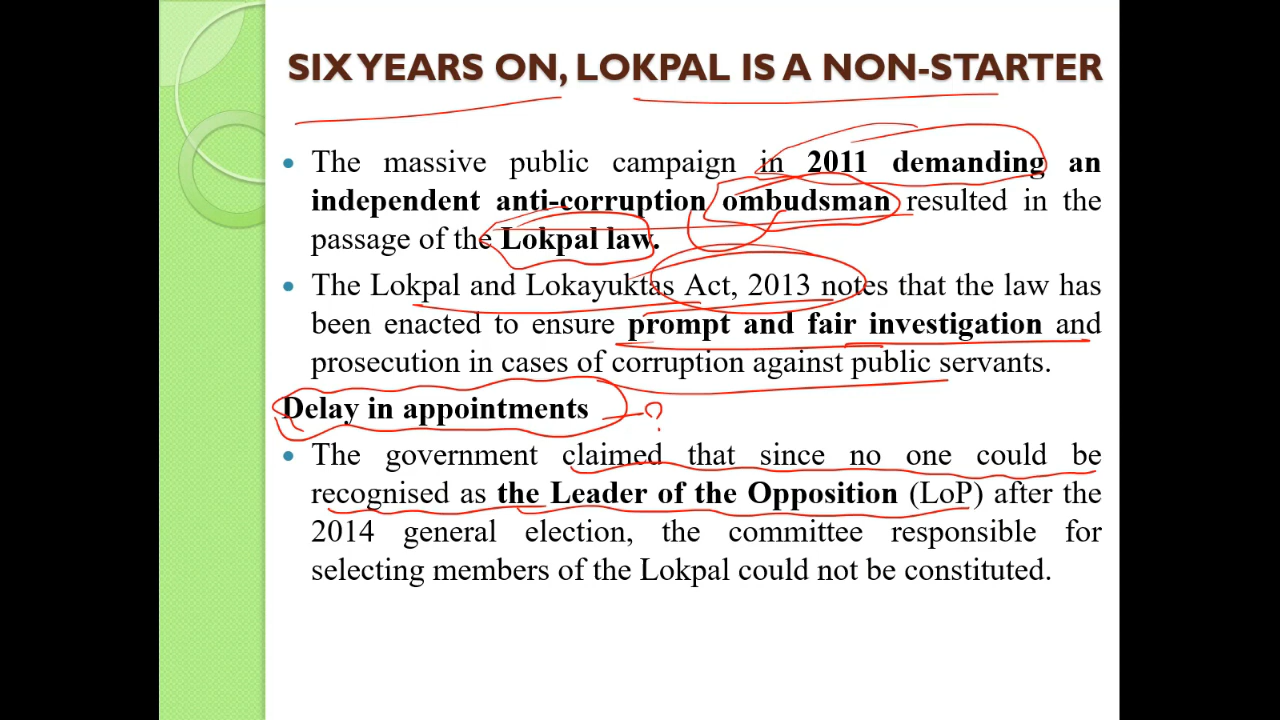 SIX YEARS ON, LOKPAL IS A NON-STARTER
The massive public campaign in 2011 demanding an
independent anti-corruption ombudsman resulted in the
passage of the Lokpal law.
The Lokpal and Lokayuktas Act, 2013 notes that the law has
been enacted to ensure prompt and fair investigation and
prosecution in cases of corruption against public servants.
Delay in appointments
?
The government claimed that since no one could be
recognised as the Leader of the Opposition (LoP) after the
2014 general election, the committee responsible for
selecting members of the Lokpal could not be constituted.